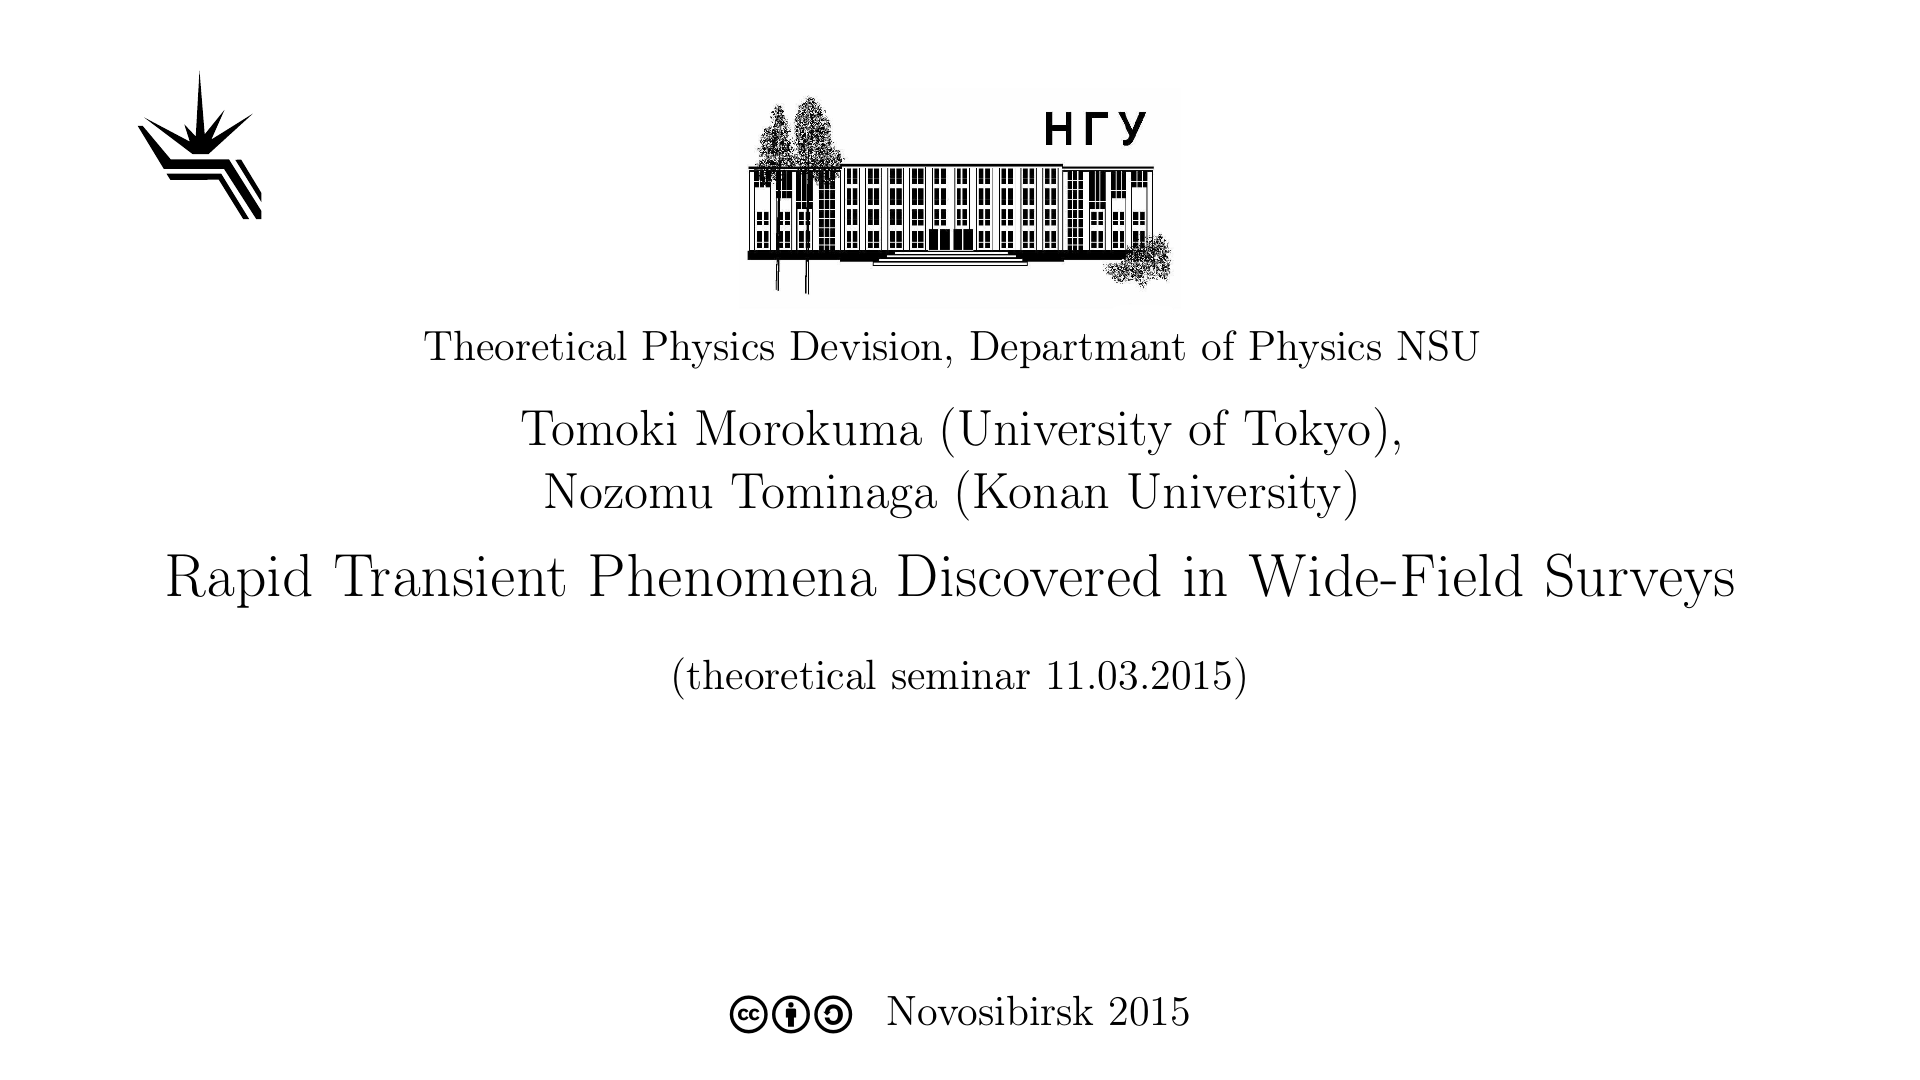 НГУ
Theoretical Physics Devision, Departmant of Physics NSU
Tomoki Morokuma (University of Tokyo),
Nozomu Tominaga (Konan University)
Rapid Transient Phenomena Discovered in Wide-Field Surveys
(theoretical seminar 11.03.2015)
cc Novosibirsk 2015